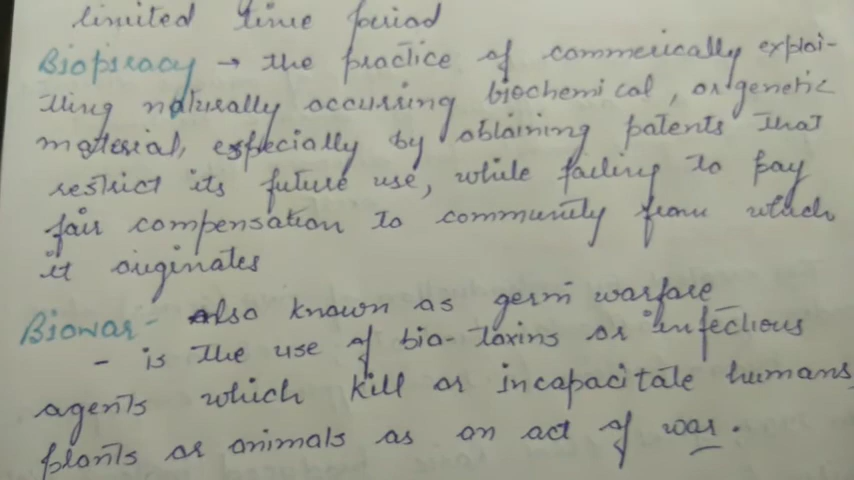 limited time period
Biopiracy → the practice of commerically exploi-
ting naturally occurring biochemical, or genetic
material, especially by obtaining patents that
restrict its future use, while failing to pay
fair compensation to community from which
it originates
Biowar - also known as germ warfare
- is the use of bio-toxins or infectious
agents which kill or incapacitate humans,
plants or animals as an act of war.